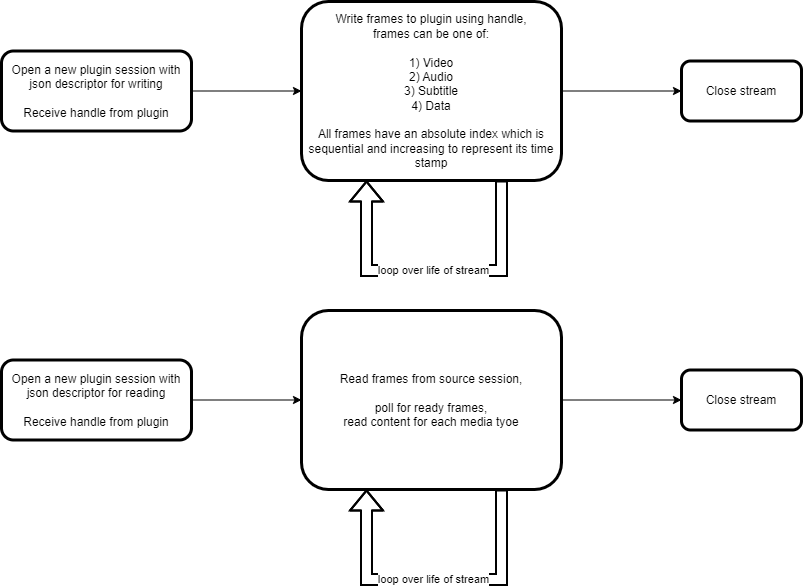 Open a new plugin session with
json descriptor for writing
Receive handle from plugin
Write frames to plugin using handle,
frames can be one of:
1) Video
2) Audio
3) Subtitle
4) Data
All frames have an absolute index which is
sequential and increasing to represent its time
stamp
Close stream
loop over life of stream
Open a new plugin session with
json descriptor for reading
Receive handle from plugin
Read frames from source session,
poll for ready frames,
read content for each media tyoe
Close stream
loop over life of stream